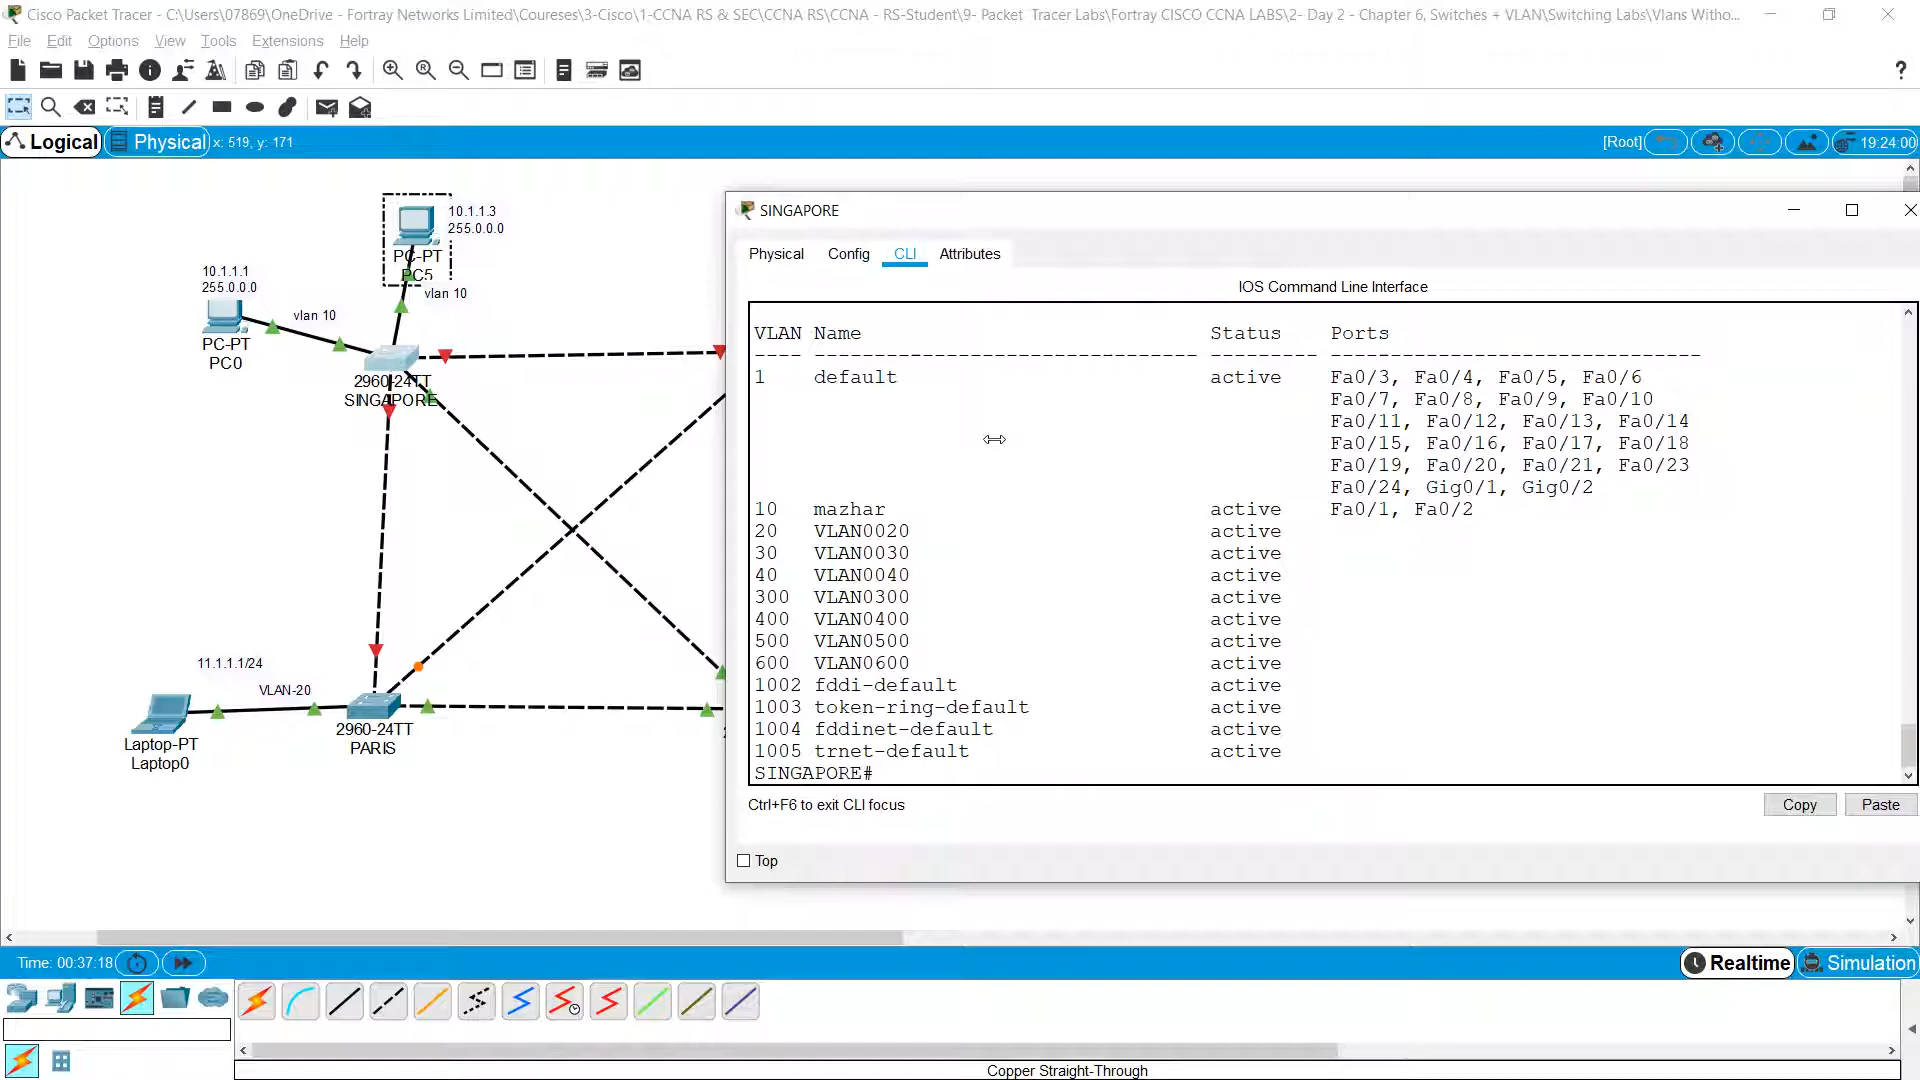 Cisco Packet Tracer - C:\Users\07869\OneDrive - Fortray Networks Limited\Coureses\3-Cisco\1-CCNA RS & SEC\CCNA RS\CCNA - RS-Student\9- Packet Tracer Labs\Fortray CISCO CCNA LABS\2- Day 2 - Chapter 6, Switches + VLAN\Switching Labs\Vlans Witho...
File Edit Options View Tools Extensions Help
?
Logical Physical x: 519, y: 171 [Root] 19:24:00
10.1.1.3
255.0.0.0
PC-PT
PC5
vlan 10
10.1.1.1
255.0.0.0
vlan 10
PC-PT
PC0
2960-24TT
SINGAPORE
11.1.1.1/24
VLAN-20
Laptop-PT
Laptop0
2960-24TT
PARIS
SINGAPORE
Physical Config CLI Attributes
IOS Command Line Interface
VLAN Name Status Ports
---- -------------------------------- --------- -------------------------------
1 default active Fa0/3, Fa0/4, Fa0/5, Fa0/6
Fa0/7, Fa0/8, Fa0/9, Fa0/10
Fa0/11, Fa0/12, Fa0/13, Fa0/14
Fa0/15, Fa0/16, Fa0/17, Fa0/18
Fa0/19, Fa0/20, Fa0/21, Fa0/23
Fa0/24, Gig0/1, Gig0/2
10 mazhar active Fa0/1, Fa0/2
20 VLAN0020 active
30 VLAN0030 active
40 VLAN0040 active
300 VLAN0300 active
400 VLAN0400 active
500 VLAN0500 active
600 VLAN0600 active
1002 fddi-default active
1003 token-ring-default active
1004 fddinet-default active
1005 trnet-default active
SINGAPORE#
Ctrl+F6 to exit CLI focus
Copy Paste
Top
Time: 00:37:18
Realtime Simulation
Copper Straight-Through